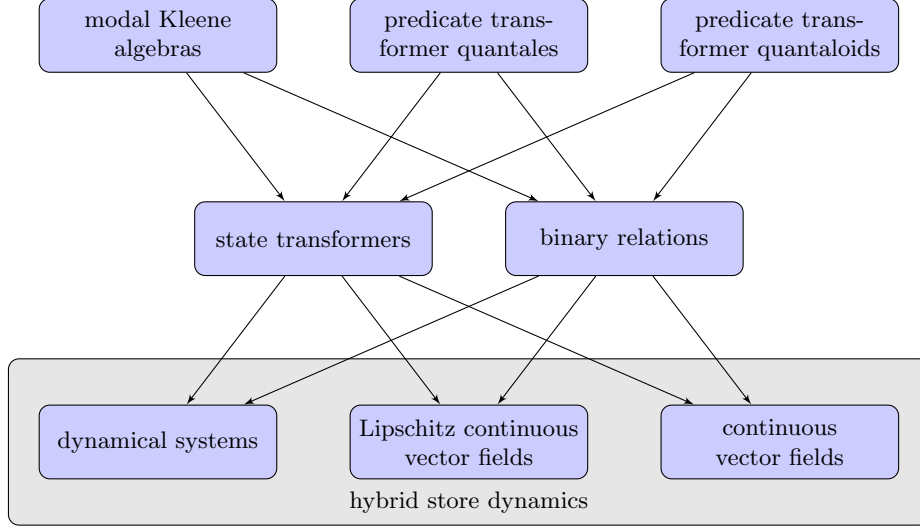 modal Kleene
algebras
predicate trans-
former quantales
predicate trans-
former quantaloids
state transformers
binary relations
dynamical systems
Lipschitz continuous
vector fields
continuous
vector fields
hybrid store dynamics